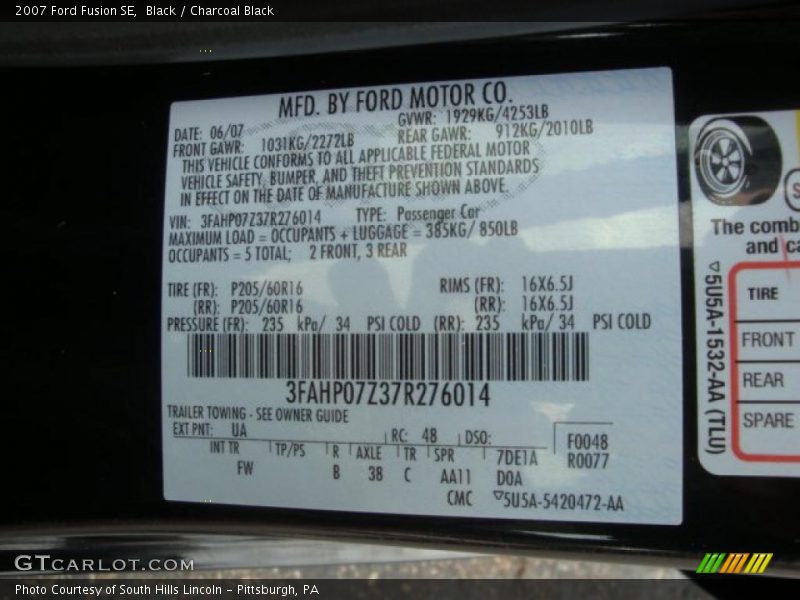 2007 Ford Fusion SE, Black / Charcoal Black
MFD. BY FORD MOTOR CO.
DATE: 06/07
GVWR: 1929KG/4253LB
FRONT GAWR: 1031KG/2272LB
REAR GAWR: 912KG/2010LB
THIS VEHICLE CONFORMS TO ALL APPLICABLE FEDERAL MOTOR
VEHICLE SAFETY, BUMPER, AND THEFT PREVENTION STANDARDS
IN EFFECT ON THE DATE OF MANUFACTURE SHOWN ABOVE.
VIN: 3FAHP07Z37R276014 TYPE: Passenger Car
MAXIMUM LOAD = OCCUPANTS + LUGGAGE = 385KG/ 850LB
OCCUPANTS = 5 TOTAL; 2 FRONT, 3 REAR
TIRE (FR): P205/60R16 RIMS (FR): 16X6.5J
(RR): P205/60R16 (RR): 16X6.5J
PRESSURE (FR): 235 kPa/ 34 PSI COLD (RR): 235 kPa/ 34 PSI COLD
3FAHP07Z37R276014
TRAILER TOWING - SEE OWNER GUIDE
EXT PNT: UA RC: 48 DSO: F0048
INT TR TP/PS R AXLE TR SPR 7DE1A R0077
FW B 38 C AA11 D0A
CMC ▽5U5A-5420472-AA
The comb
and ca
▽5U5A-1532-AA (TLU)
TIRE
FRONT
REAR
SPARE
GTCARLOT.COM
Photo Courtesy of South Hills Lincoln - Pittsburgh, PA